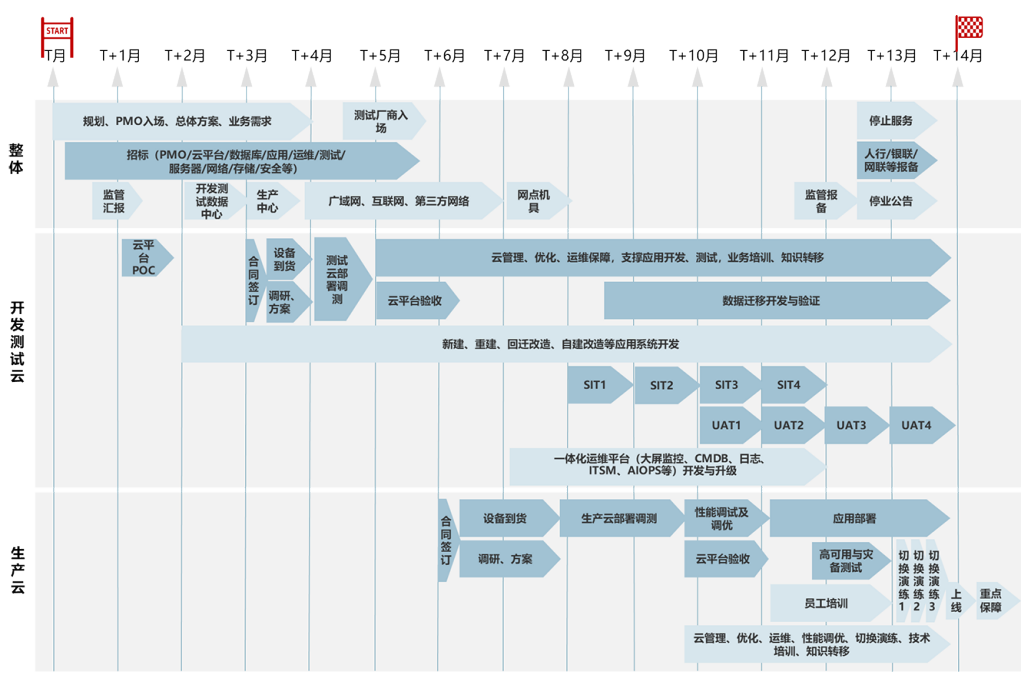 START
T月 T+1月 T+2月 T+3月 T+4月 T+5月 T+6月 T+7月 T+8月 T+9月 T+10月 T+11月 T+12月 T+13月 T+14月
整体
规划、PMO入场、总体方案、业务需求
测试厂商入
场
停止服务
招标（PMO/云平台/数据库/应用/运维/测试/
服务器/网络/存储/安全等）
人行/银联/
网联等报备
监管
汇报
开发测
试数据
中心
生产
中心
广域网、互联网、第三方网络
网点机
具
监管报
备
停业公告
开发测试云
云平
台
POC
合同签订
设备
到货
调研、
方案
测试
云部
署调
测
云管理、优化、运维保障，支撑应用开发、测试，业务培训、知识转移
云平台验收
数据迁移开发与验证
新建、重建、回迁改造、自建改造等应用系统开发
SIT1 SIT2 SIT3 SIT4
UAT1 UAT2 UAT3 UAT4
一体化运维平台（大屏监控、CMDB、日志、
ITSM、AIOPS等）开发与升级
生产云
合同签订
设备到货
生产云部署调测
性能调试及
调优
应用部署
调研、方案
云平台验收
高可用与灾
备测试
切换演练1
切换演练2
切换演练3
员工培训
上线
重点
保障
云管理、优化、运维、性能调优、切换演练、技术
培训、知识转移